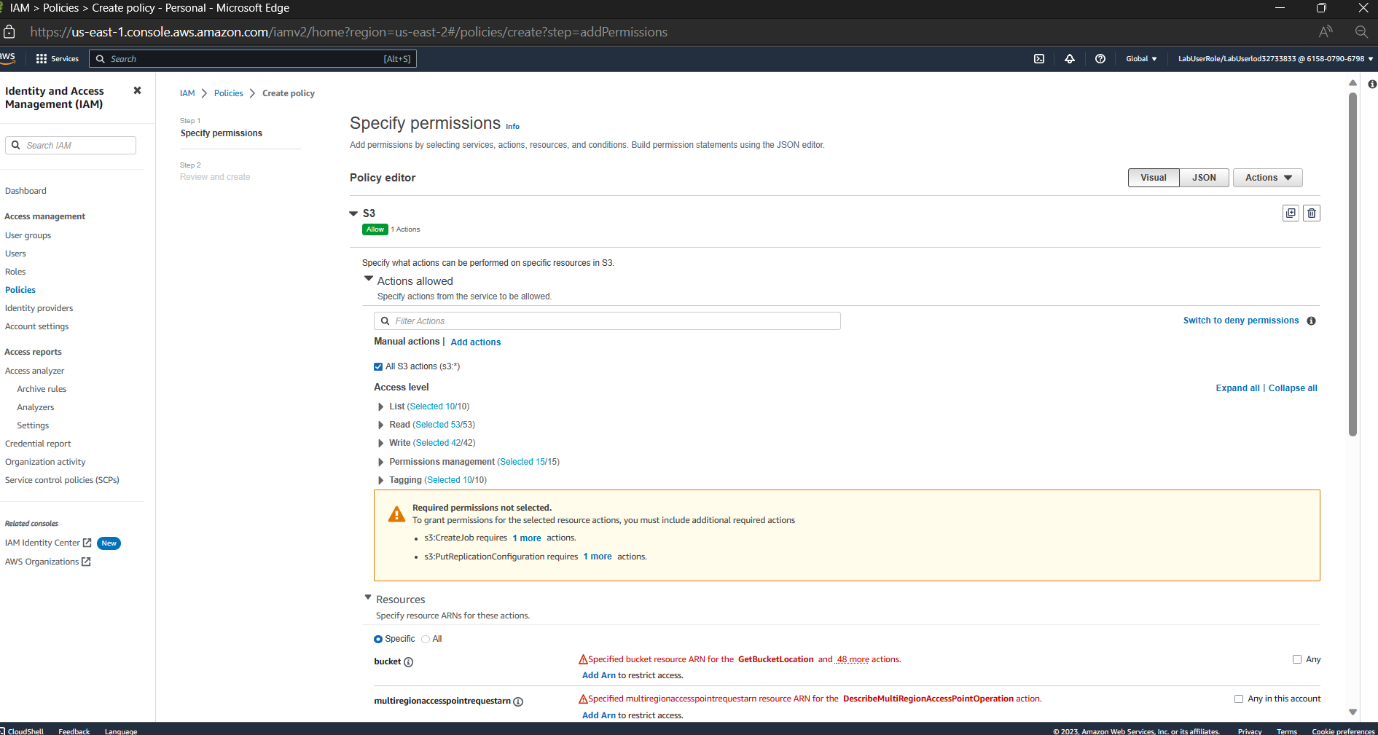 IAM > Policies > Create policy - Personal - Microsoft Edge
https://us-east-1.console.aws.amazon.com/iamv2/home?region=us-east-2#/policies/create?step=addPermissions
aws Services Search [Alt+S] Global LabUserRole/LabUserlod32733833 @ 6158-0790-6798
Identity and Access Management (IAM)
Search IAM
Dashboard
Access management
User groups
Users
Roles
Policies
Identity providers
Account settings
Access reports
Access analyzer
Archive rules
Analyzers
Settings
Credential report
Organization activity
Service control policies (SCPs)
Related consoles
IAM Identity Center New
AWS Organizations
IAM > Policies > Create policy
Step 1
Specify permissions
Step 2
Review and create
Specify permissions Info
Add permissions by selecting services, actions, resources, and conditions. Build permission statements using the JSON editor.
Policy editor Visual JSON Actions
S3
Allow 1 Actions
Specify what actions can be performed on specific resources in S3.
Actions allowed
Specify actions from the service to be allowed.
Filter Actions Switch to deny permissions
Manual actions | Add actions
All S3 actions (s3:*)
Access level Expand all | Collapse all
List (Selected 10/10)
Read (Selected 53/53)
Write (Selected 42/42)
Permissions management (Selected 15/15)
Tagging (Selected 10/10)
Required permissions not selected.
To grant permissions for the selected resource actions, you must include additional required actions
• s3:CreateJob requires 1 more actions.
• s3:PutReplicationConfiguration requires 1 more actions.
Resources
Specify resource ARNs for these actions.
Specific All
bucket Specified bucket resource ARN for the GetBucketLocation and 48 more actions. Any
Add Arn to restrict access.
multiregionaccesspointrequestarn Specified multiregionaccesspointrequestarn resource ARN for the DescribeMultiRegionAccessPointOperation action. Any in this account
Add Arn to restrict access.
CloudShell Feedback Language © 2023, Amazon Web Services, Inc. or its affiliates. Privacy Terms Cookie preferences